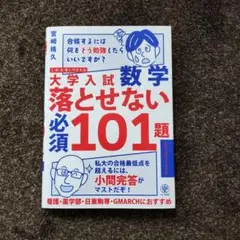 宮崎格久
合格するには
何をどう勉強したら
いいですか?
大学入試 数学
落とせない
必須101題
私大の合格最低点を
超えるには、
小問完答が
マストだぞ!
看護・薬学部・日東駒専・GMARCHにおすすめ